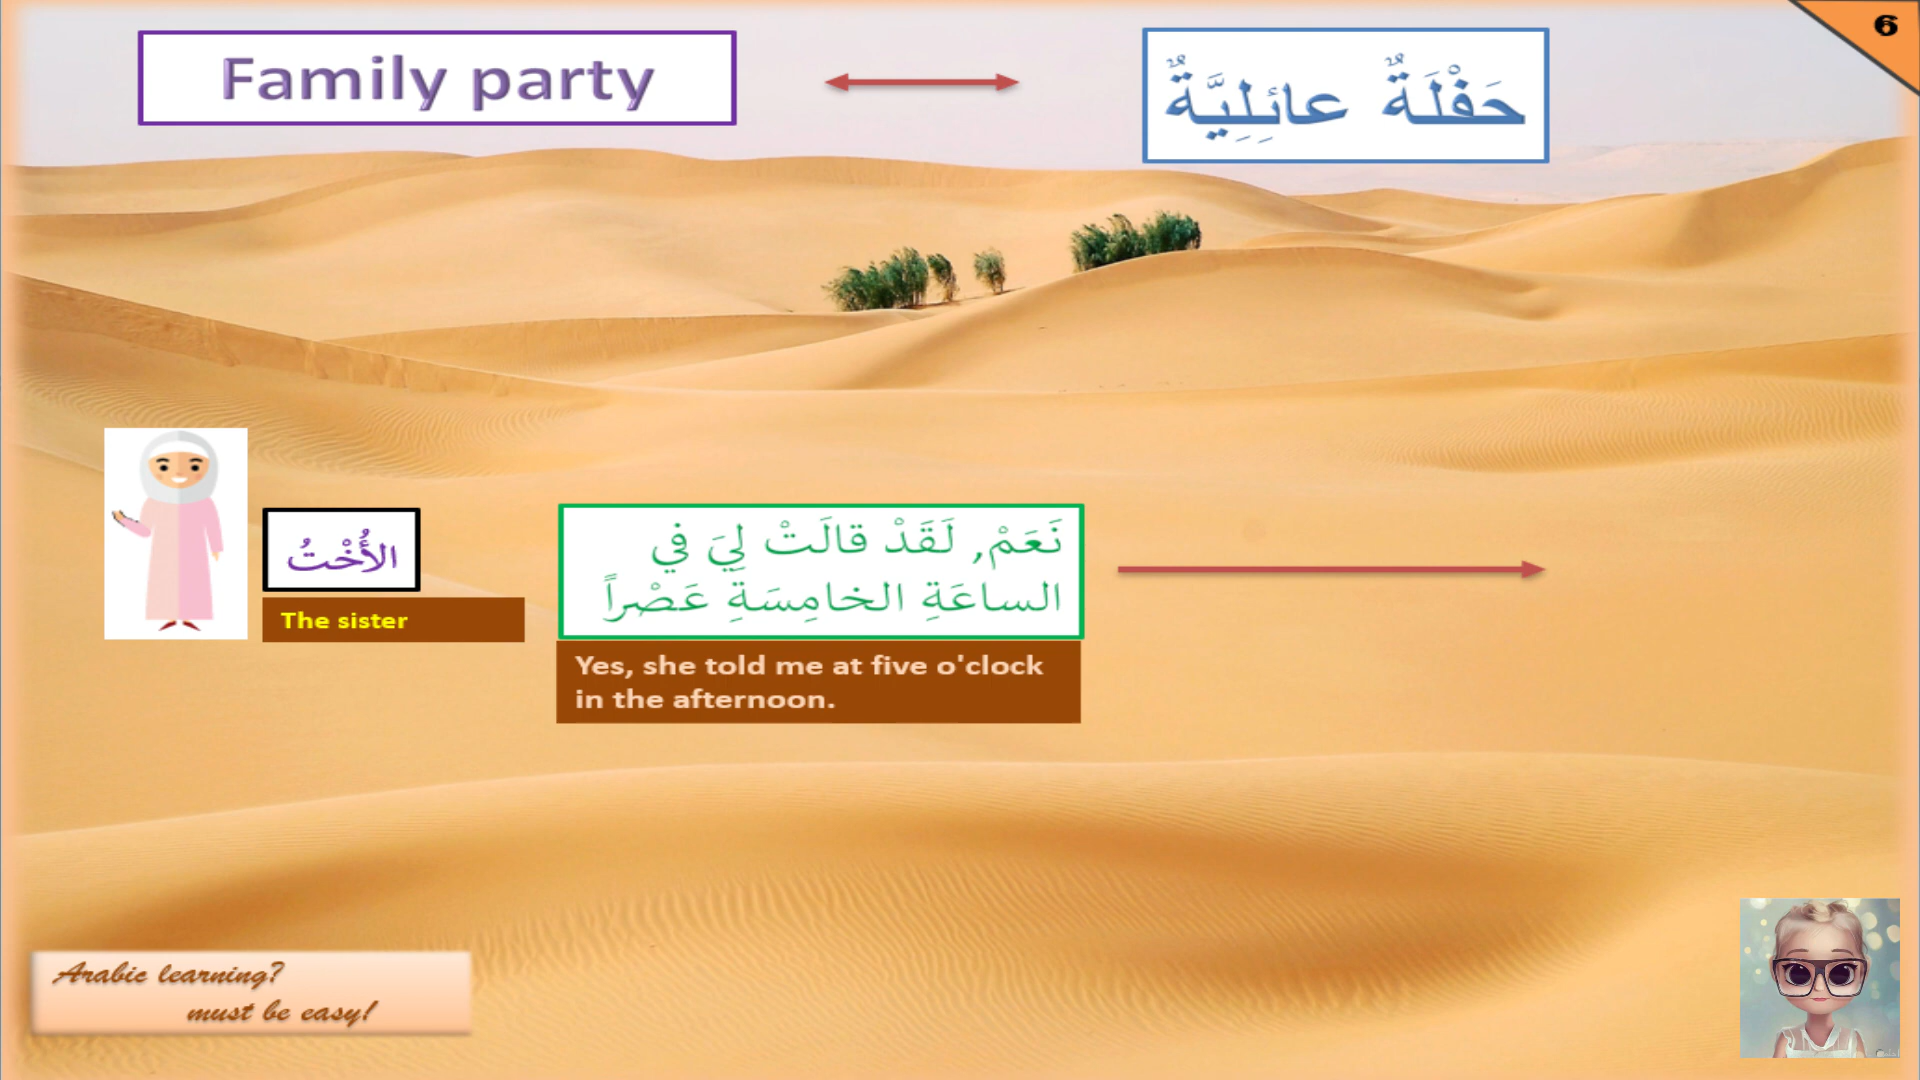 6
Family party
حَفْلَةٌ عائِلِيَّةٌ
الأُخْتُ
The sister
نَعَمْ, لَقَدْ قالَتْ لِيَ في
الساعَةِ الخامِسَةِ عَصْراً
Yes, she told me at five o'clock
in the afternoon.
Arabic learning?
must be easy!